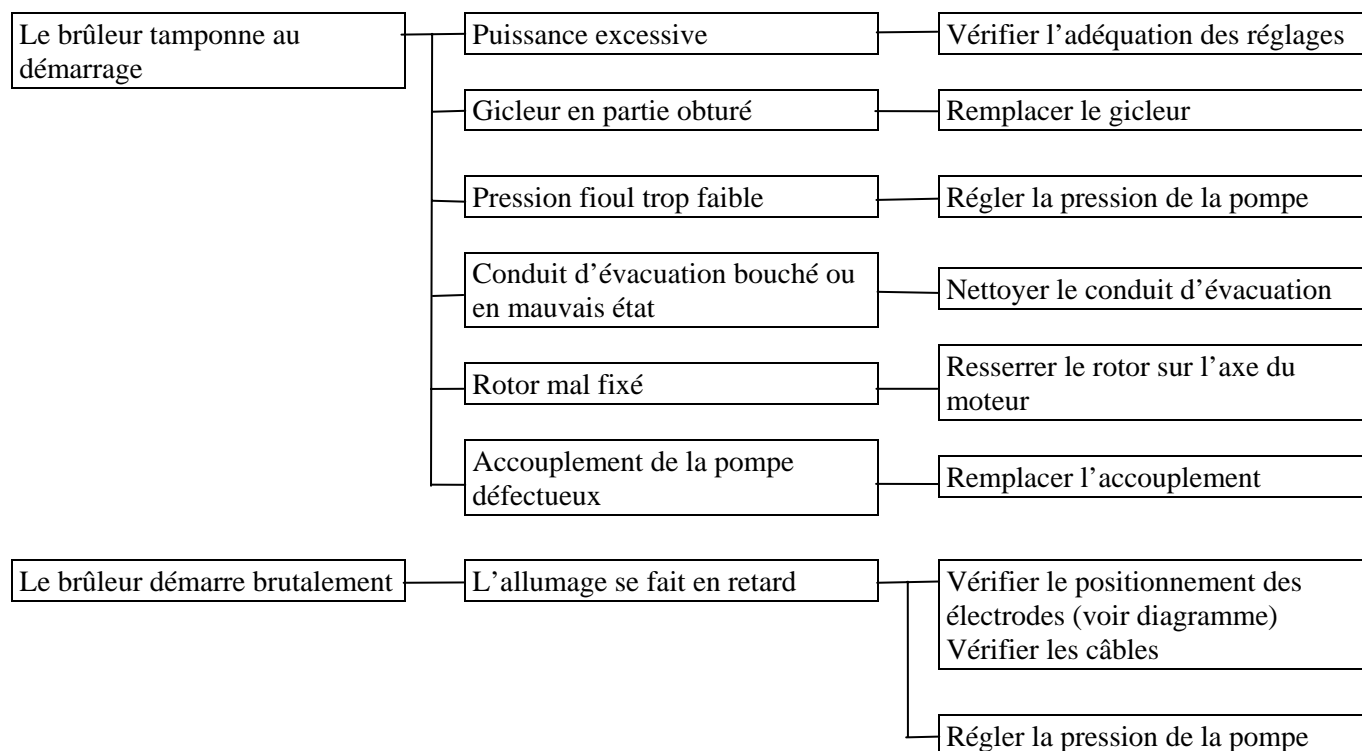 Le brûleur tamponne au
démarrage
Puissance excessive
Vérifier l’adéquation des réglages
Gicleur en partie obturé
Remplacer le gicleur
Pression fioul trop faible
Régler la pression de la pompe
Conduit d’évacuation bouché ou
en mauvais état
Nettoyer le conduit d’évacuation
Rotor mal fixé
Resserrer le rotor sur l’axe du
moteur
Accouplement de la pompe
défectueux
Remplacer l’accouplement
Le brûleur démarre brutalement
L’allumage se fait en retard
Vérifier le positionnement des
électrodes (voir diagramme)
Vérifier les câbles
Régler la pression de la pompe